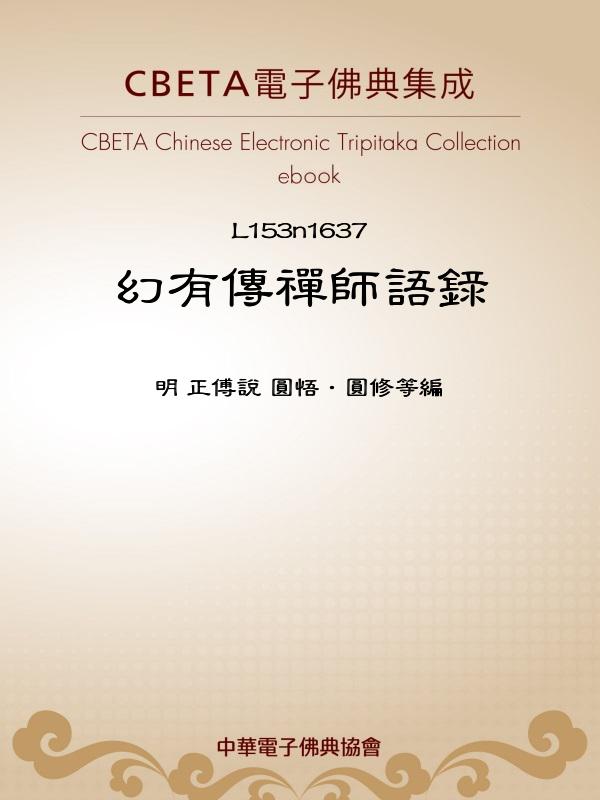 CBETA電子佛典集成
CBETA Chinese Electronic Tripitaka Collection
ebook
L153n1637
幻有傳禪師語錄
明 正傳說 圓悟．圓修等編
中華電子佛典協會